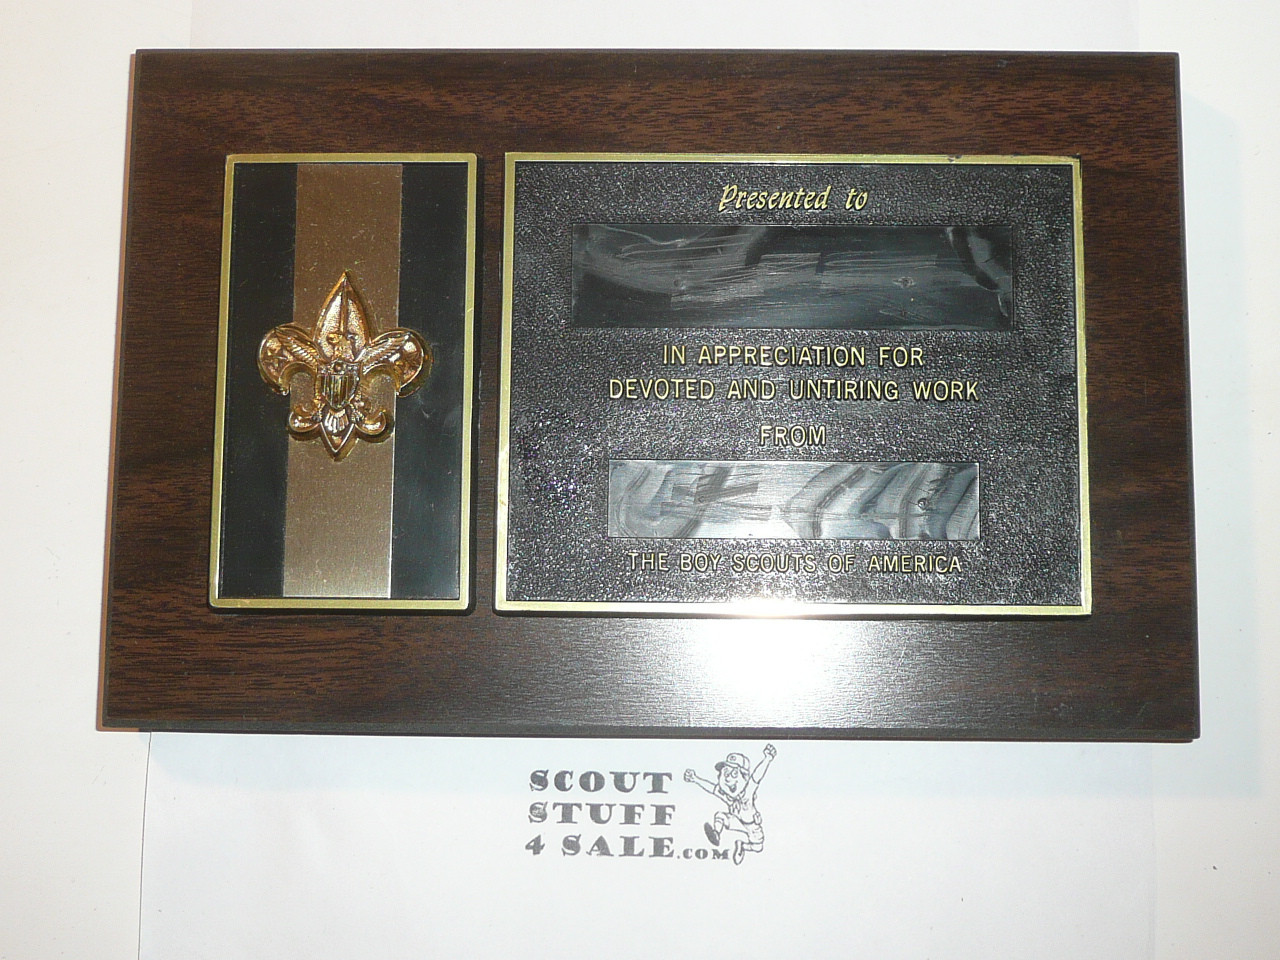 Presented to
IN APPRECIATION FOR
DEVOTED AND UNTIRING WORK
FROM
THE BOY SCOUTS OF AMERICA
SCOUT
STUFF
4 SALE.COM